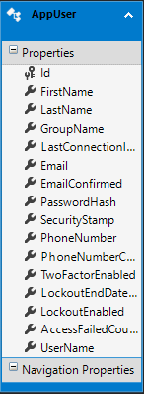 AppUser
Properties
Id
FirstName
LastName
GroupName
LastConnectionI...
Email
EmailConfirmed
PasswordHash
SecurityStamp
PhoneNumber
PhoneNumberC...
TwoFactorEnabled
LockoutEndDate...
LockoutEnabled
AccessFailedCou...
UserName
Navigation Properties